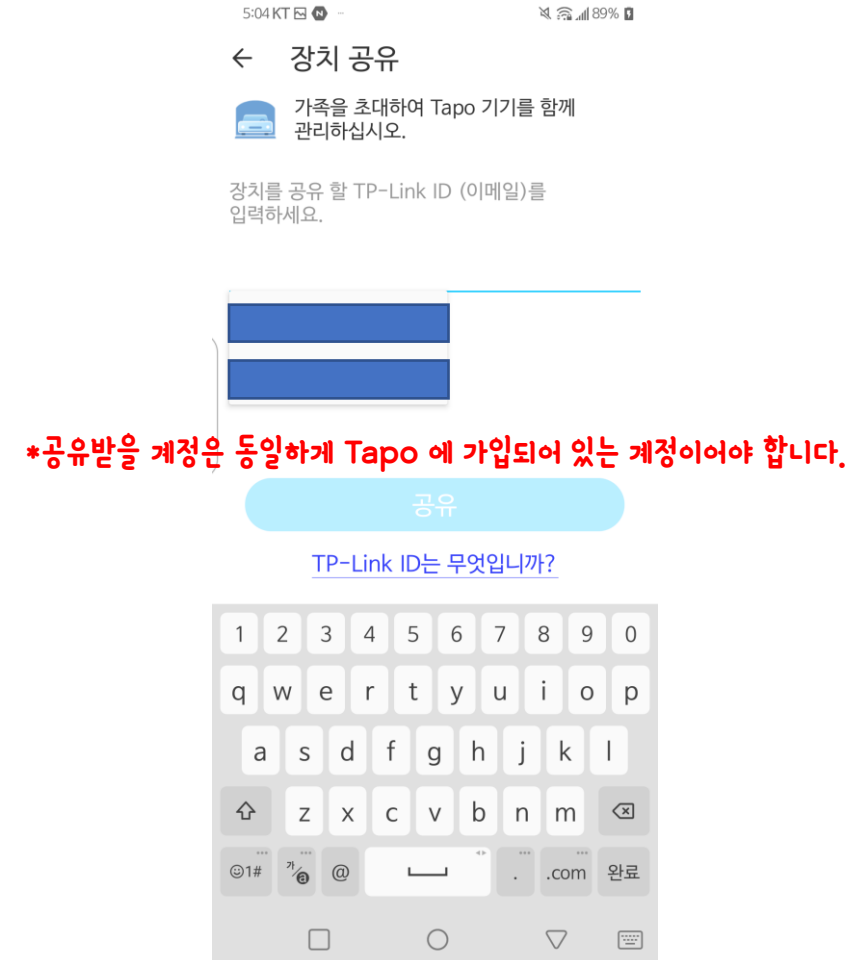 5:04 KT N ...
89%
장치 공유
가족을 초대하여 Tapo 기기를 함께
관리하십시오.
장치를 공유 할 TP-Link ID (이메일)를
입력하세요.
*공유받을 계정은 동일하게 Tapo 에 가입되어 있는 계정이어야 합니다.
공유
TP-Link ID는 무엇입니까?
1 2 3 4 5 6 7 8 9 0
q w e r t y u i o p
a s d f g h j k l
z x c v b n m
1# 가/a @ . .com 완료